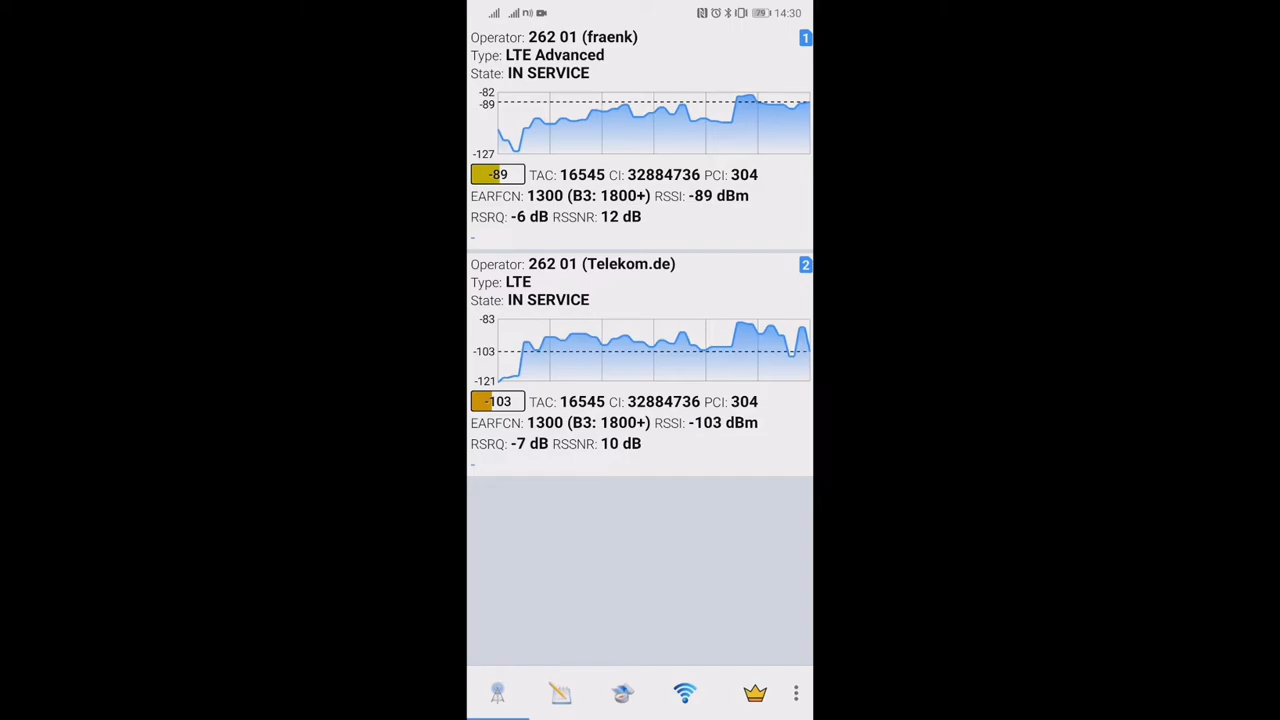 79 14:30
Operator: 262 01 (fraenk) 1
Type: LTE Advanced
State: IN SERVICE
-82
-89
-127
-89 TAC: 16545 CI: 32884736 PCI: 304
EARFCN: 1300 (B3: 1800+) RSSI: -89 dBm
RSRQ: -6 dB RSSNR: 12 dB
-
Operator: 262 01 (Telekom.de) 2
Type: LTE
State: IN SERVICE
-83
-103
-121
-103 TAC: 16545 CI: 32884736 PCI: 304
EARFCN: 1300 (B3: 1800+) RSSI: -103 dBm
RSRQ: -7 dB RSSNR: 10 dB
-